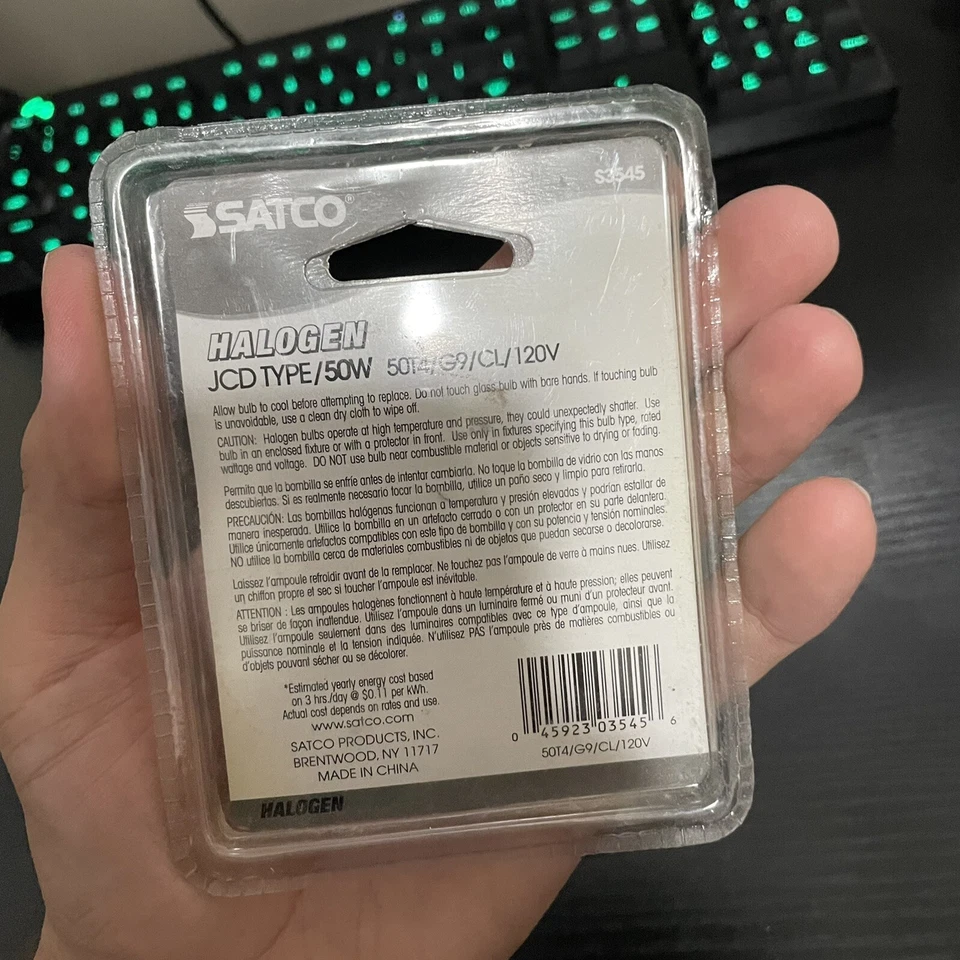 S3545
SATCO®
HALOGEN
JCD TYPE/50W 50T4/G9/CL/120V
Allow bulb to cool before attempting to replace. Do not touch glass bulb with bare hands. If touching bulb
is unavoidable, use a clean dry cloth to wipe off.
CAUTION: Halogen bulbs operate at high temperature and pressure, they could unexpectedly shatter. Use
bulb in an enclosed fixture or with a protector in front. Use only in fixtures specifying this bulb type, rated
wattage and voltage. DO NOT use bulb near combustible material or objects sensitive to drying or fading.
Permita que la bombilla se enfríe antes de intentar cambiarla. No toque la bombilla de vidrio con las manos
descubiertas. Si es realmente necesario tocar la bombilla, utilice un paño seco y limpio para retirarla.
PRECAUCIÓN: Las bombillas halógenas funcionan a temperatura y presión elevadas y podrían estallar de
manera inesperada. Utilice la bombilla en un artefacto cerrado o con un protector en su parte delantera.
Utilice únicamente artefactos compatibles con este tipo de bombilla y con su potencia y tensión nominales.
NO utilice la bombilla cerca de materiales combustibles ni de objetos que puedan secarse o decolorarse.
Laissez l'ampoule refroidir avant de la remplacer. Ne touchez pas l'ampoule de verre à mains nues. Utilisez
un chiffon propre et sec si toucher l'ampoule est inévitable.
ATTENTION : Les ampoules halogènes fonctionnent à haute température et à haute pression; elles peuvent
se briser de façon inattendue. Utilisez l'ampoule dans un luminaire fermé ou muni d'un protecteur avant.
Utilisez l'ampoule seulement dans des luminaires compatibles avec ce type d'ampoule, ainsi que la
puissance nominale et la tension indiquée. N'utilisez PAS l'ampoule près de matières combustibles ou
d'objets pouvant sécher ou se décolorer.
*Estimated yearly energy cost based
on 3 hrs./day @ $0.11 per kWh.
Actual cost depends on rates and use.
www.satco.com
SATCO PRODUCTS, INC.
BRENTWOOD, NY 11717
MADE IN CHINA
0 45923 03545 6
50T4/G9/CL/120V
HALOGEN